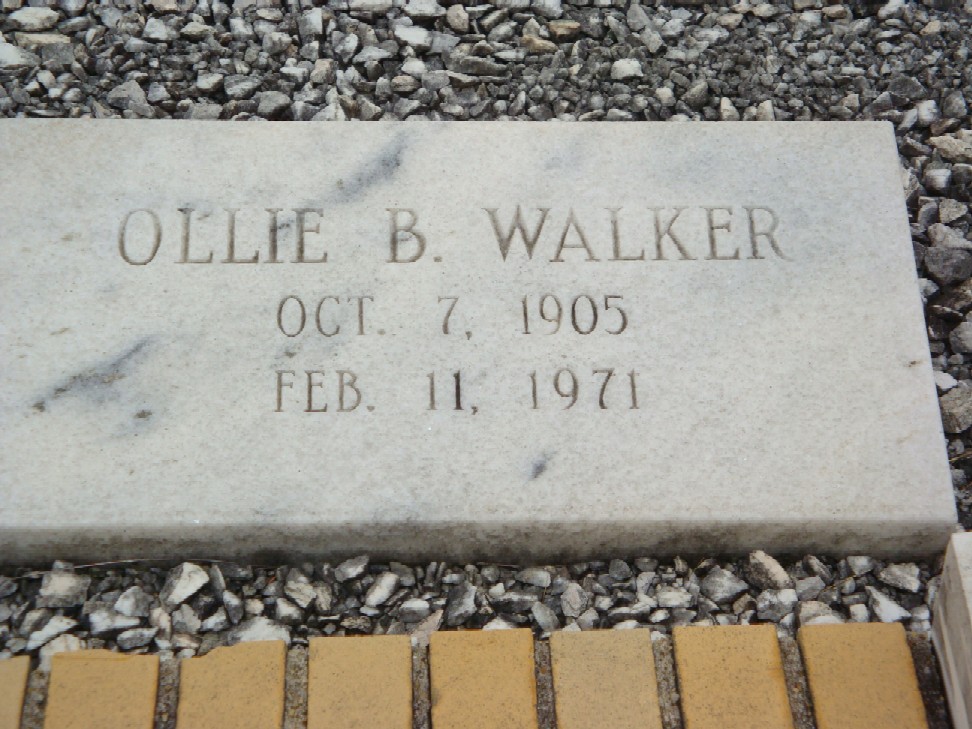 OLLIE B. WALKER
OCT. 7, 1905
FEB. 11, 1971